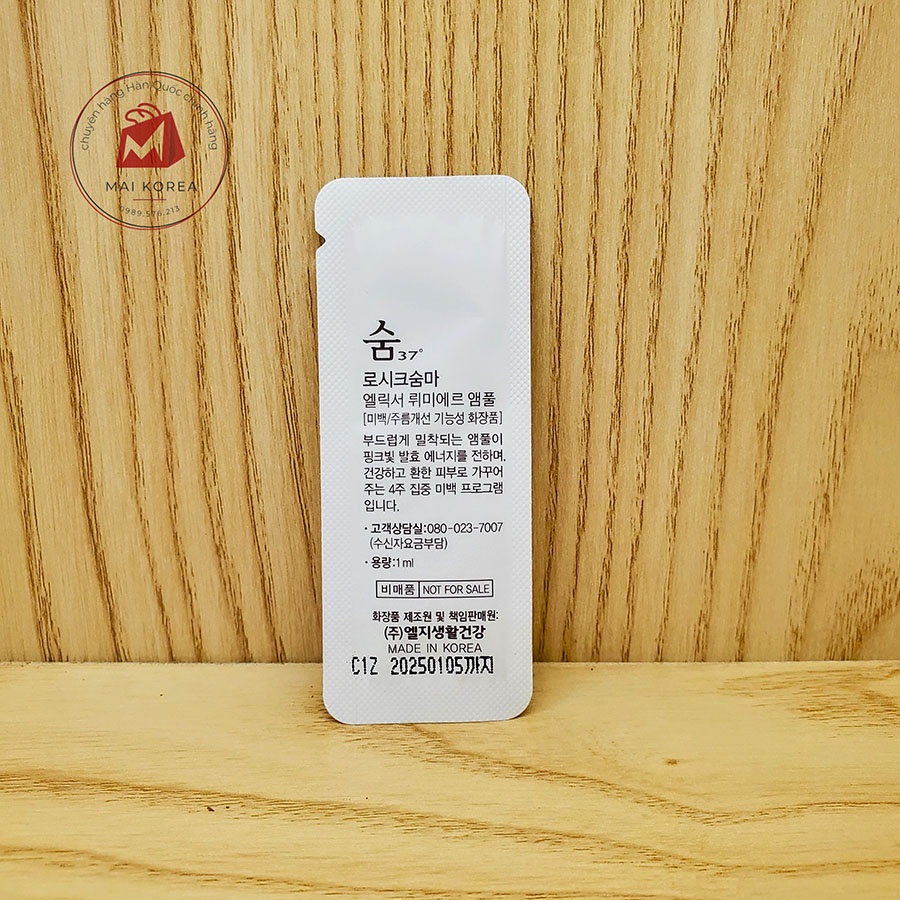 chuyên hàng Hàn Quốc chính hãng
MAI KOREA
0989.576.213
숨37°
로시크숨마
엘릭서 뤼미에르 앰풀
[미백/주름개선 기능성 화장품]
부드럽게 밀착되는 앰풀이
핑크빛 발효 에너지를 전하며,
건강하고 환한 피부로 가꾸어
주는 4주 집중 미백 프로그램
입니다.
·고객상담실:080-023-7007
(수신자요금부담)
·용량:1ml
비매품 NOT FOR SALE
화장품 제조원 및 책임판매원:
(주)엘지생활건강
MADE IN KOREA
C1Z 20250105까지